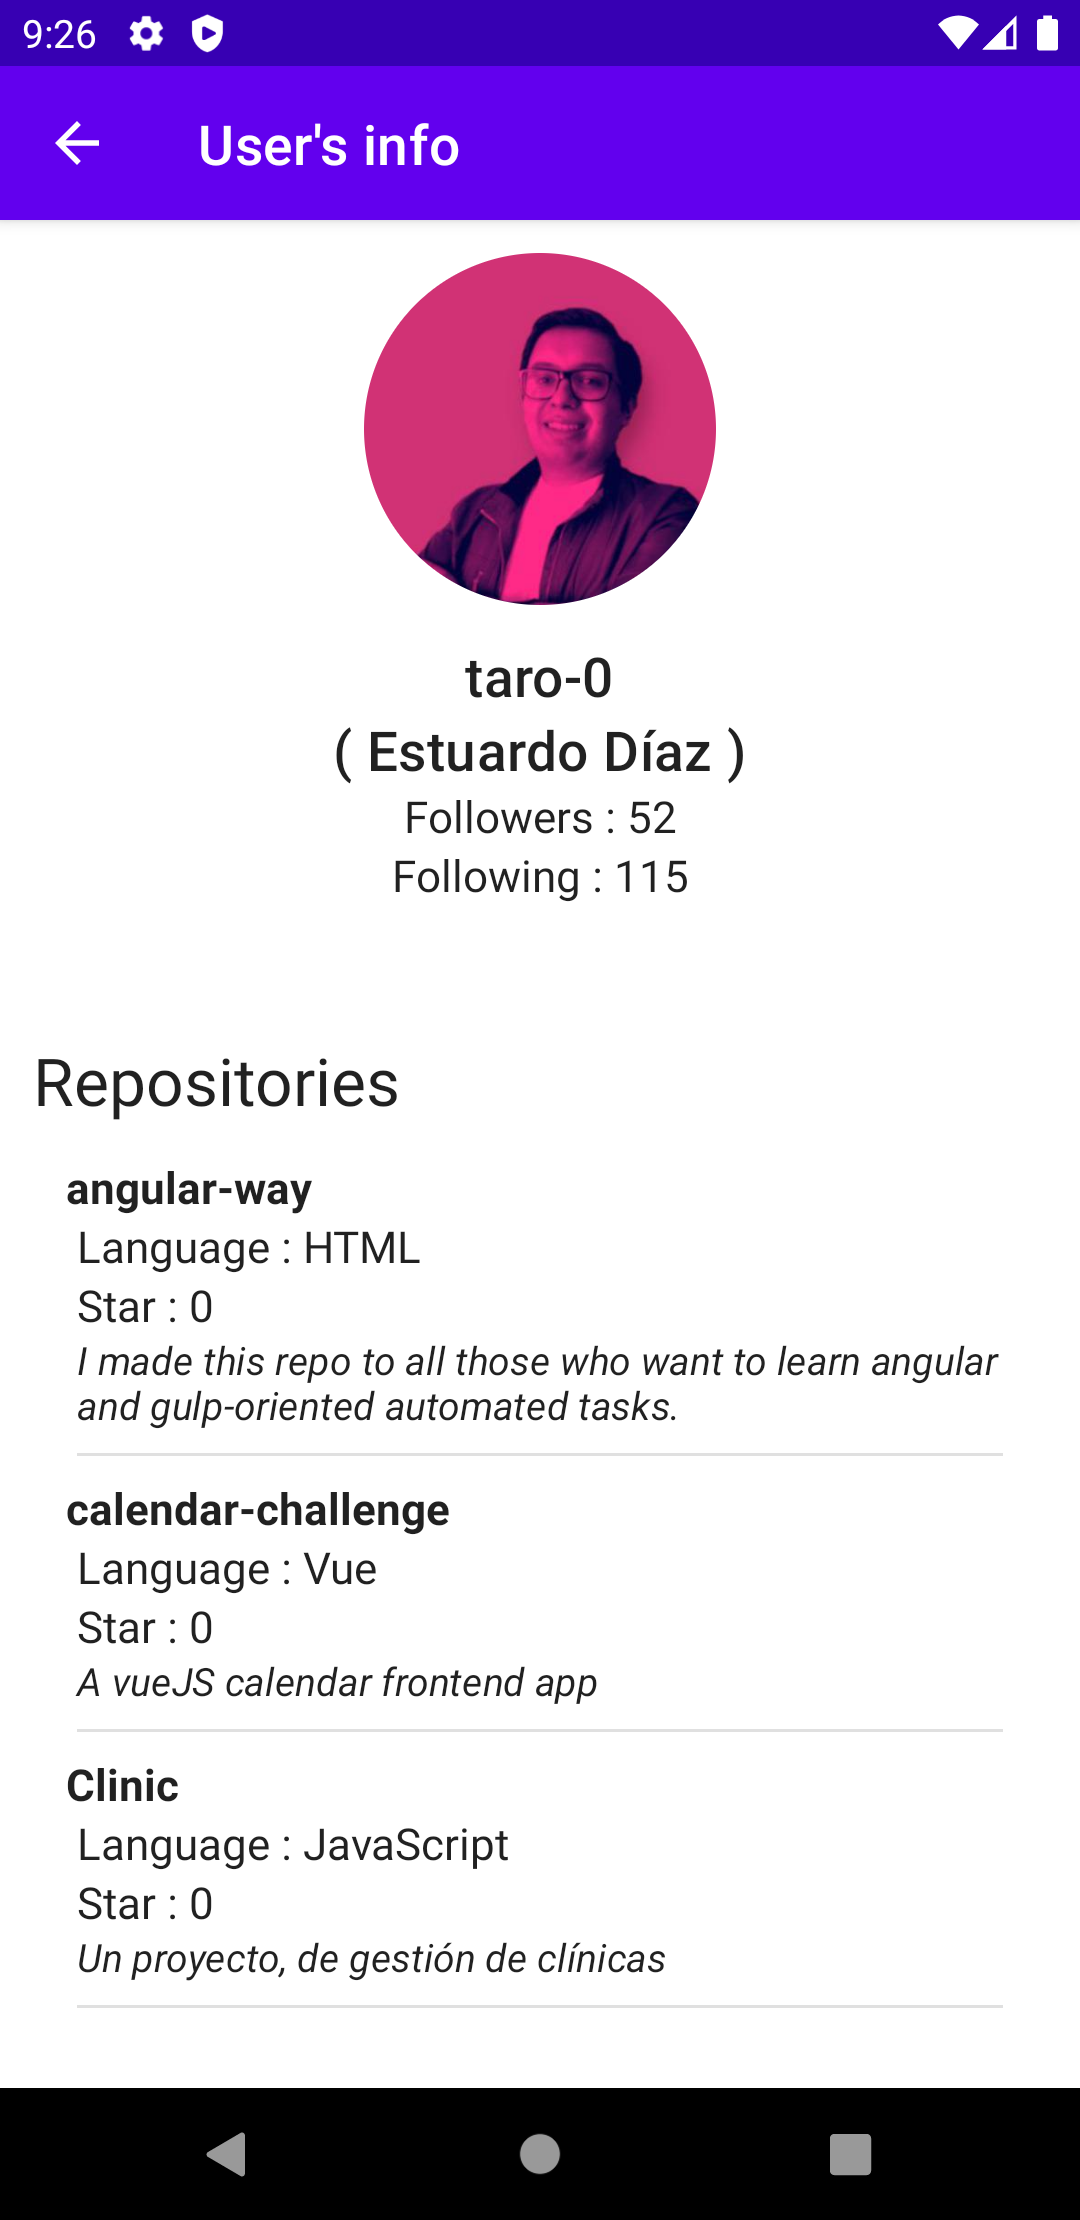 9:26
User's info
taro-0
( Estuardo Díaz )
Followers : 52
Following : 115
Repositories
angular-way
Language : HTML
Star : 0
I made this repo to all those who want to learn angular
and gulp-oriented automated tasks.
calendar-challenge
Language : Vue
Star : 0
A vueJS calendar frontend app
Clinic
Language : JavaScript
Star : 0
Un proyecto, de gestión de clínicas